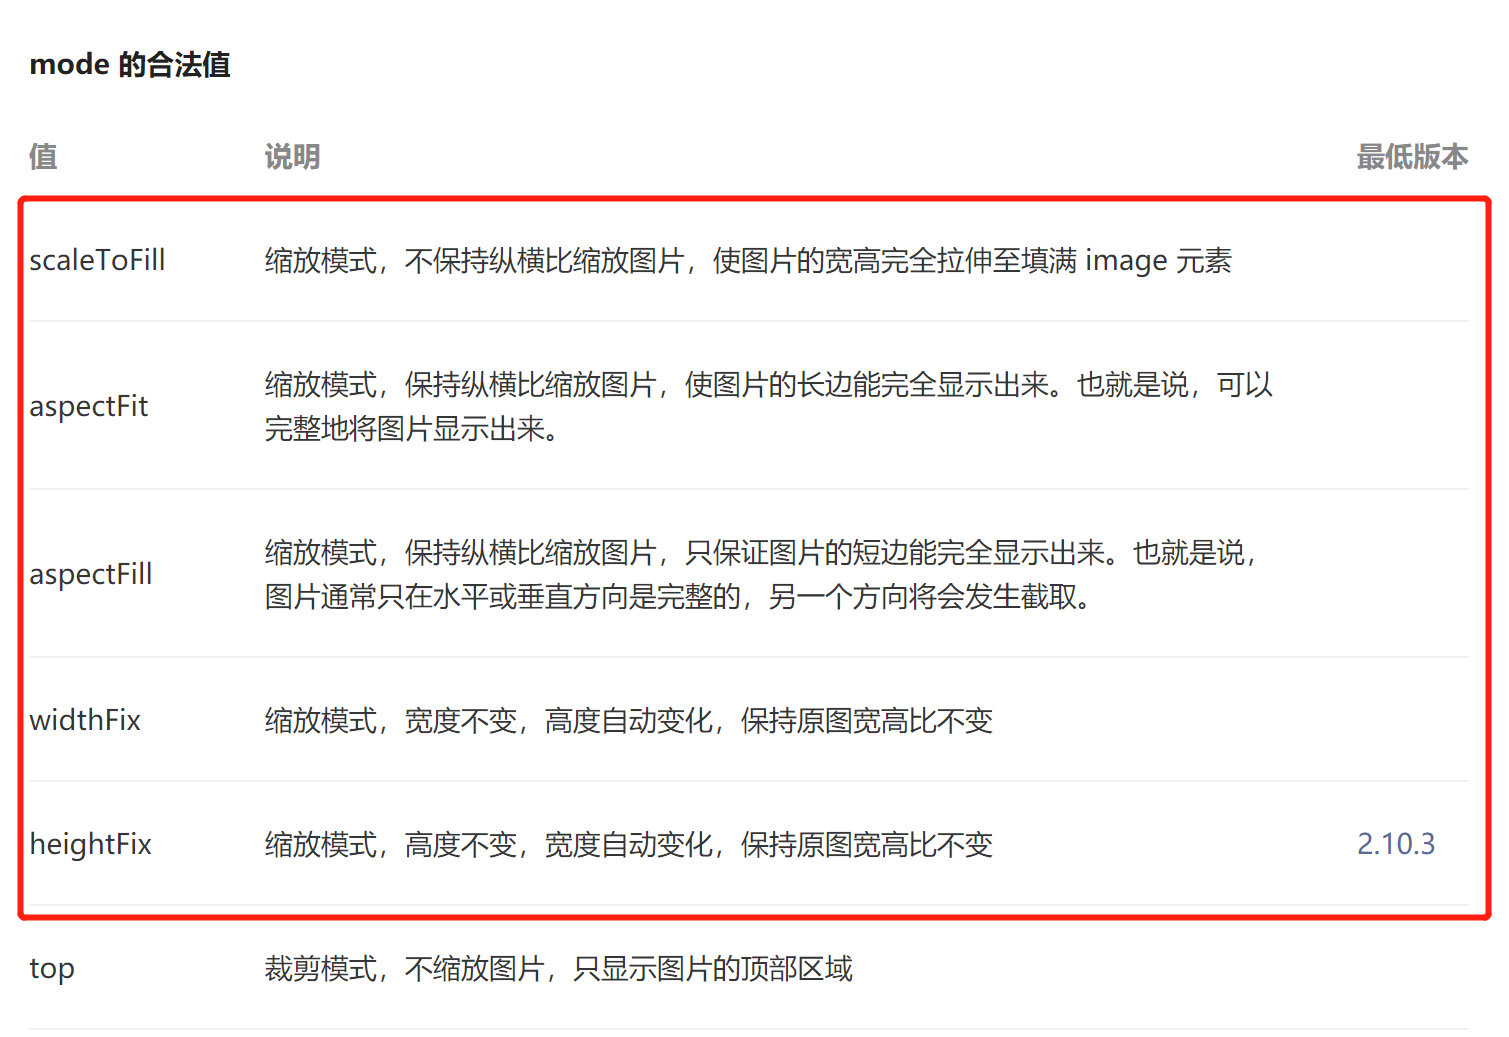 mode 的合法值
值 说明 最低版本
scaleToFill 缩放模式，不保持纵横比缩放图片，使图片的宽高完全拉伸至填满 image 元素
aspectFit 缩放模式，保持纵横比缩放图片，使图片的长边能完全显示出来。也就是说，可以
完整地将图片显示出来。
aspectFill 缩放模式，保持纵横比缩放图片，只保证图片的短边能完全显示出来。也就是说，
图片通常只在水平或垂直方向是完整的，另一个方向将会发生截取。
widthFix 缩放模式，宽度不变，高度自动变化，保持原图宽高比不变
heightFix 缩放模式，高度不变，宽度自动变化，保持原图宽高比不变 2.10.3
top 裁剪模式，不缩放图片，只显示图片的顶部区域